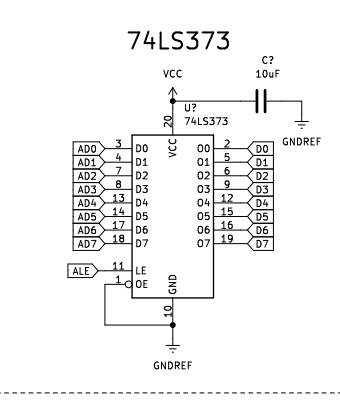 74LS373
C?
10uF
VCC
U?
74LS373
GNDREF
20
VCC
AD0 3 D0 O0 2 D0
AD1 4 D1 O1 5 D1
AD2 7 D2 O2 6 D2
AD3 8 D3 O3 9 D3
AD4 13 D4 O4 12 D4
AD5 14 D5 O5 15 D5
AD6 17 D6 O6 16 D6
AD7 18 D7 O7 19 D7
ALE 11 LE
1 OE
GND
10
GNDREF